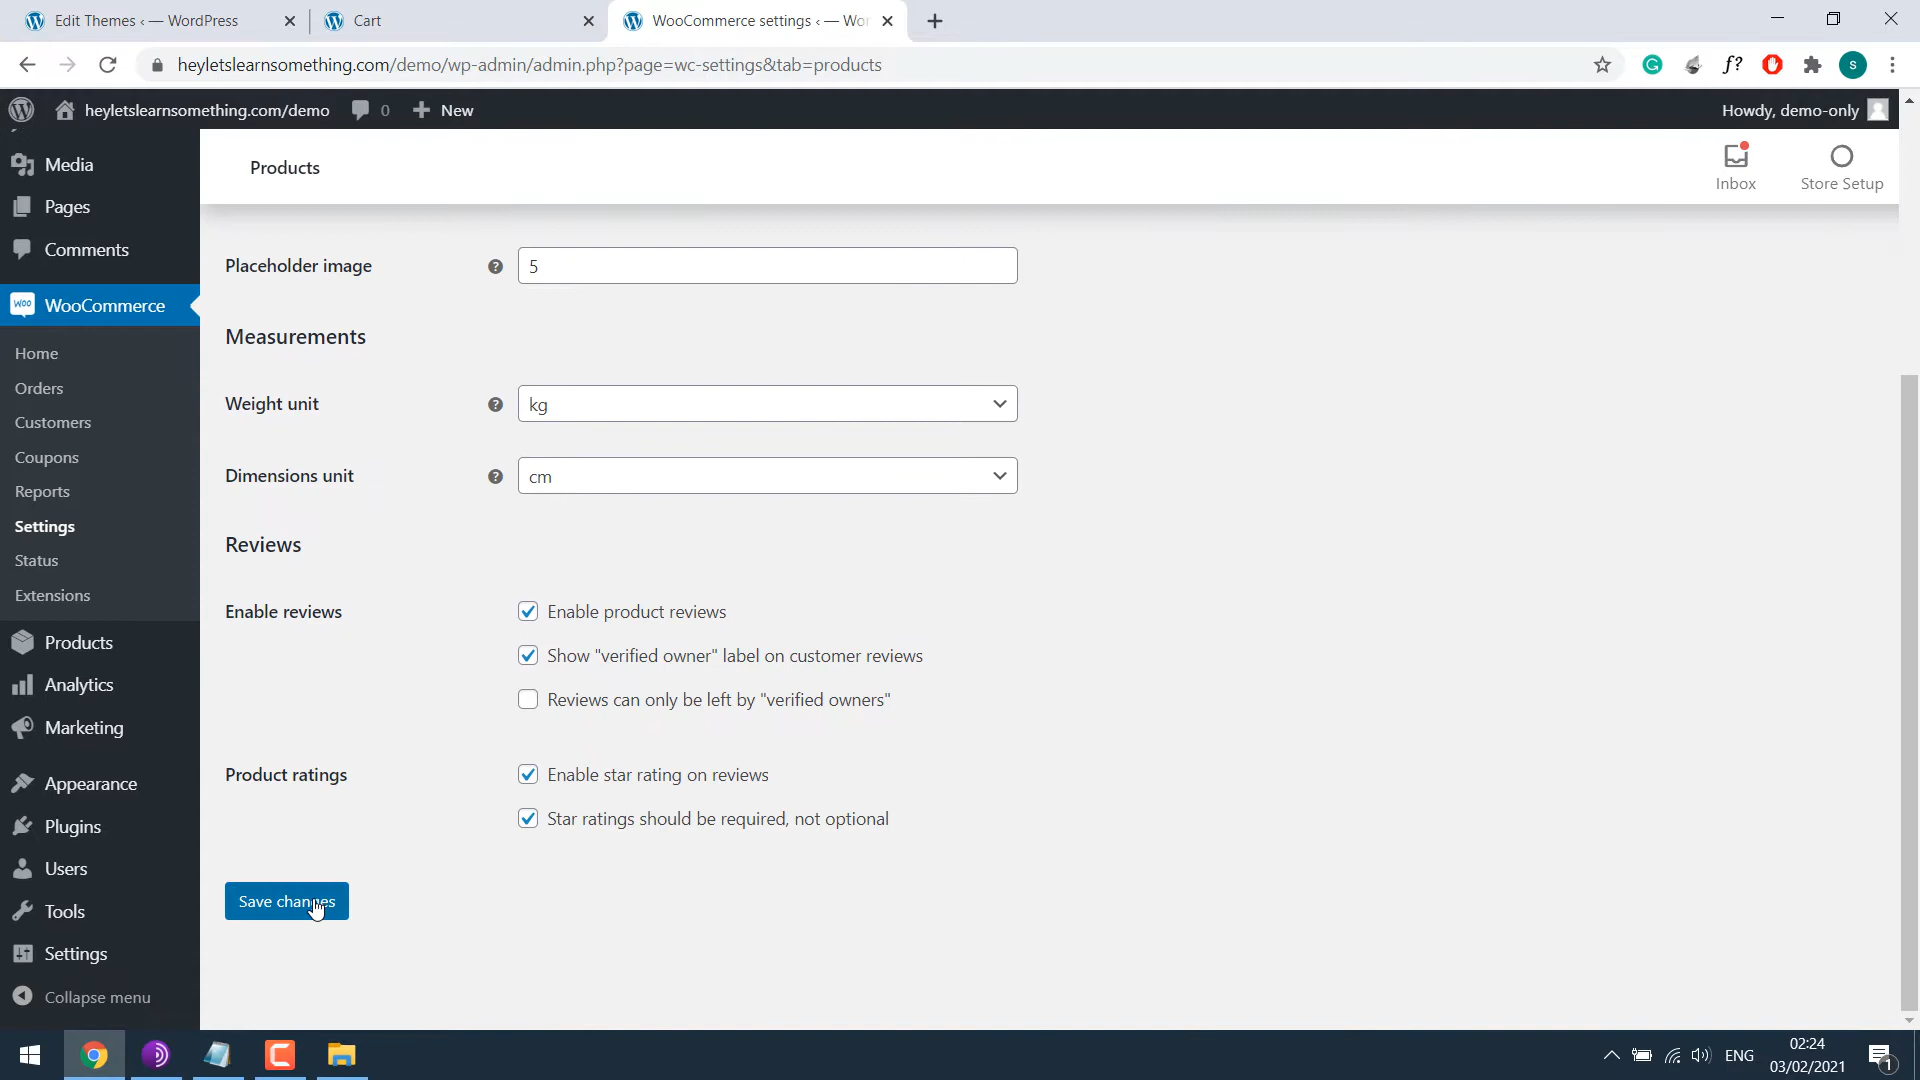 Edit Themes ‹ — WordPress
Cart
WooCommerce settings ‹ — Wor
heyletslearnsomething.com/demo/wp-admin/admin.php?page=wc-settings&tab=products
f?
s
heyletslearnsomething.com/demo
0
New
Howdy, demo-only
Media
Pages
Comments
WOO
WooCommerce
Home
Orders
Customers
Coupons
Reports
Settings
Status
Extensions
Products
Analytics
Marketing
Appearance
Plugins
Users
Tools
Settings
Collapse menu
Products
Inbox
Store Setup
Placeholder image
5
Measurements
Weight unit
kg
Dimensions unit
cm
Reviews
Enable reviews
Enable product reviews
Show "verified owner" label on customer reviews
Reviews can only be left by "verified owners"
Product ratings
Enable star rating on reviews
Star ratings should be required, not optional
Save changes
ENG
02:24
03/02/2021
1